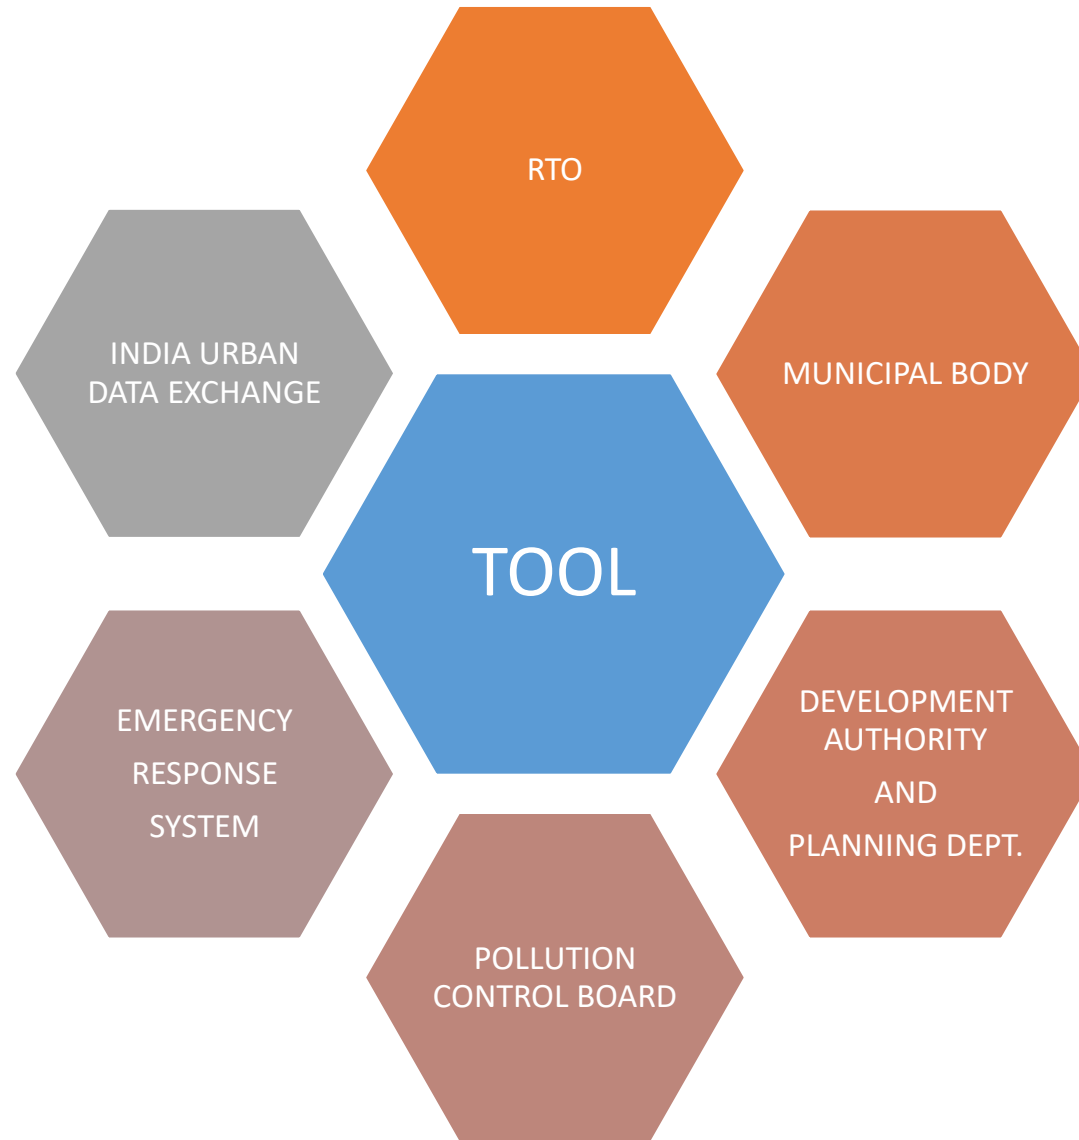 RTO
INDIA URBAN
DATA EXCHANGE
MUNICIPAL BODY
TOOL
EMERGENCY
RESPONSE
SYSTEM
DEVELOPMENT
AUTHORITY
AND
PLANNING DEPT.
POLLUTION
CONTROL BOARD